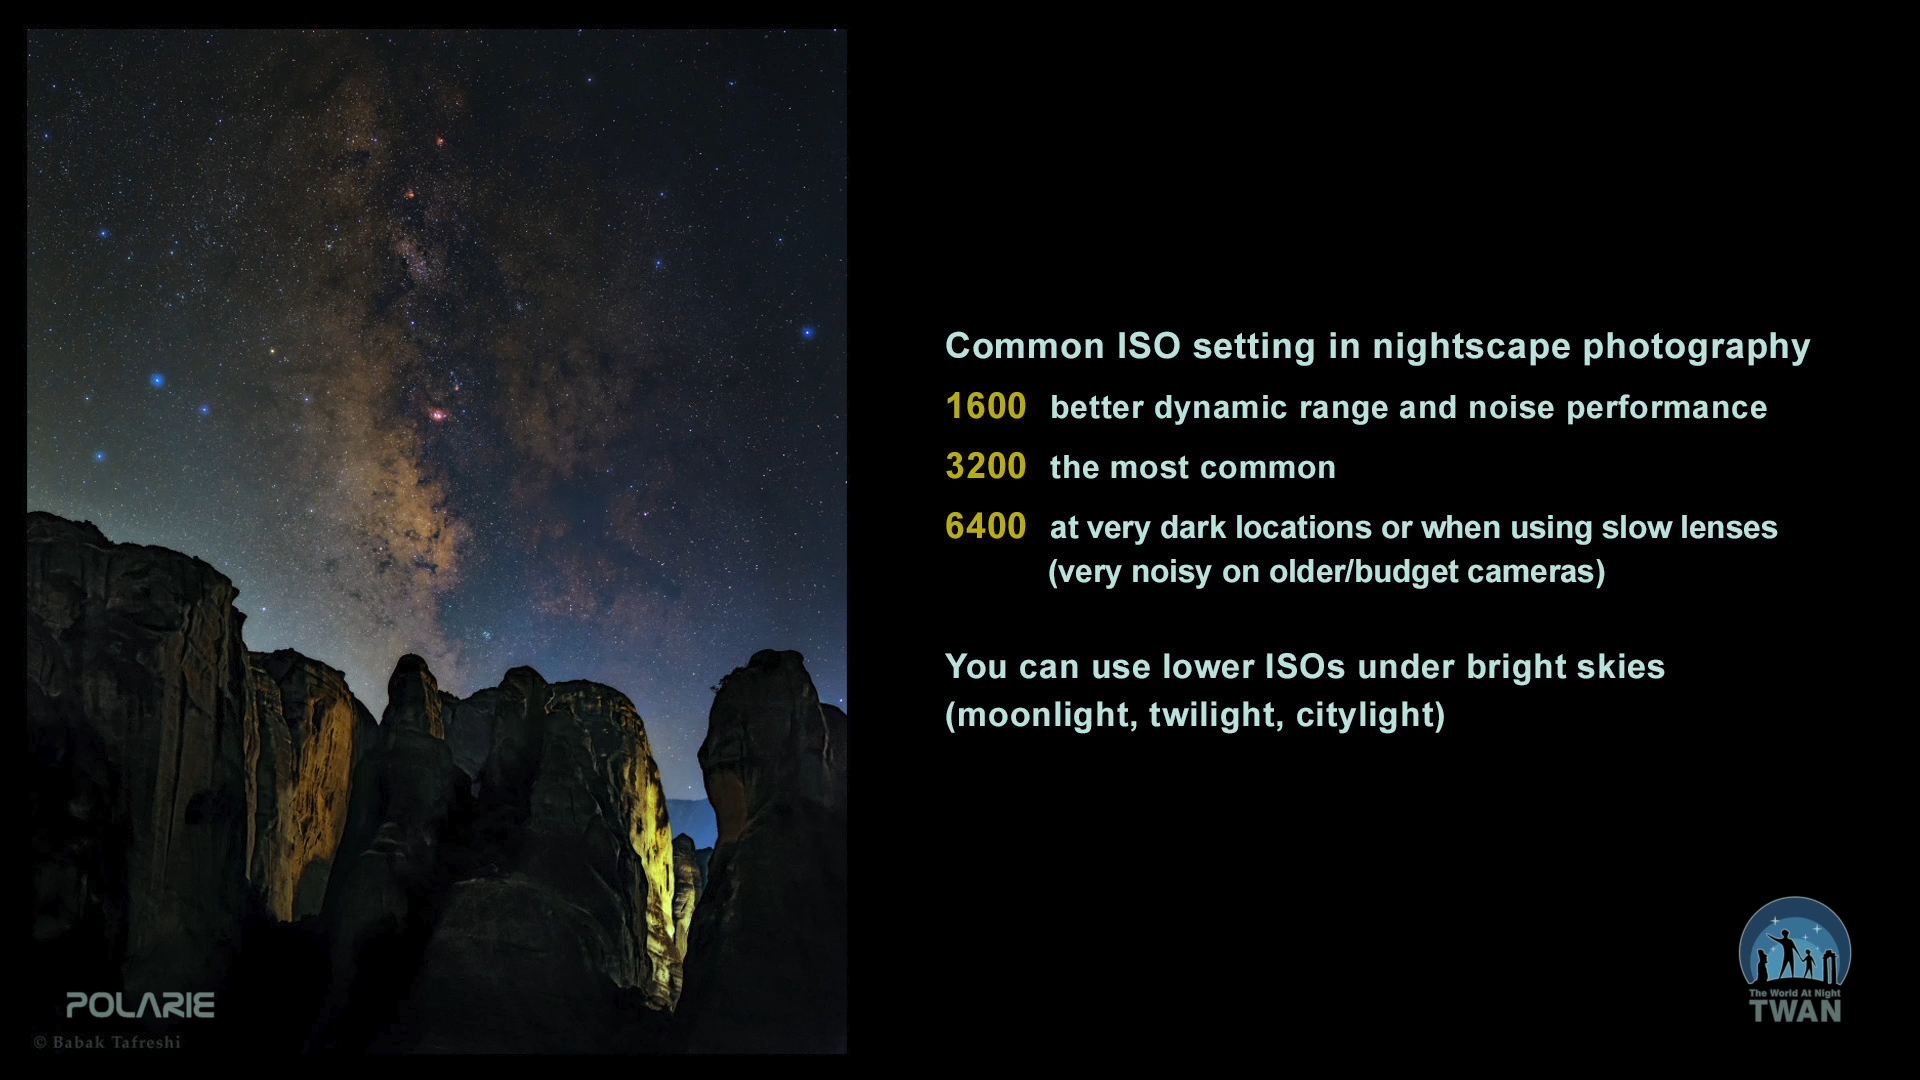 Common ISO setting in nightscape photography
1600 better dynamic range and noise performance
3200 the most common
6400 at very dark locations or when using slow lenses
(very noisy on older/budget cameras)
You can use lower ISOs under bright skies
(moonlight, twilight, citylight)
POLARIE
© Babak Tafreshi
The World At Night
TWAN